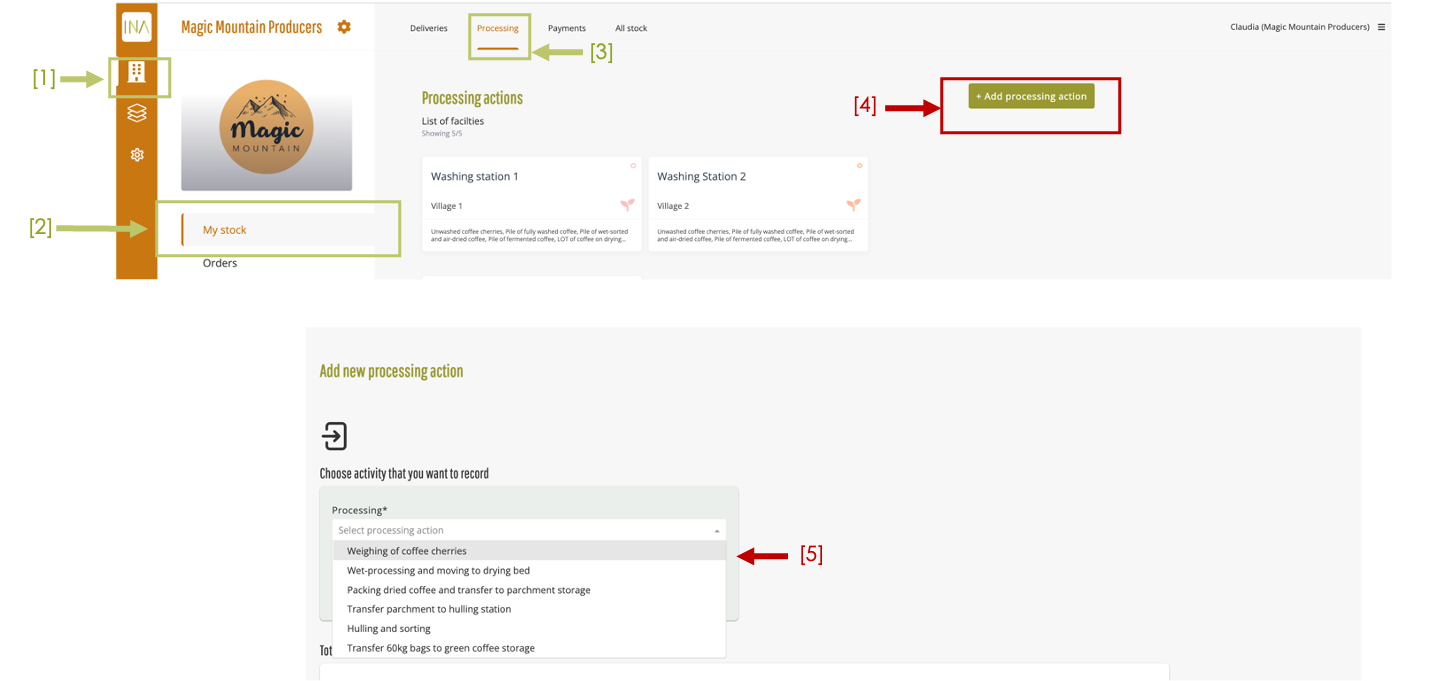 INA
Magic Mountain Producers
Deliveries
Processing
Payments
All stock
Claudia (Magic Mountain Producers)
[1]
[3]
Processing actions
+ Add processing action
[4]
List of facilties
Showing 5/5
Magic
MOUNTAIN
Washing station 1
Village 1
Unwashed coffee cherries, Pile of fully washed coffee, Pile of wet-sorted
and air-dried coffee, Pile of fermented coffee, LOT of coffee on drying...
Washing Station 2
Village 2
Unwashed coffee cherries, Pile of fully washed coffee, Pile of wet-sorted
and air-dried coffee, Pile of fermented coffee, LOT of coffee on drying...
[2]
My stock
Orders
Add new processing action
Choose activity that you want to record
Processing*
Select processing action
Weighing of coffee cherries
[5]
Wet-processing and moving to drying bed
Packing dried coffee and transfer to parchment storage
Transfer parchment to hulling station
Hulling and sorting
Transfer 60kg bags to green coffee storage
Tot